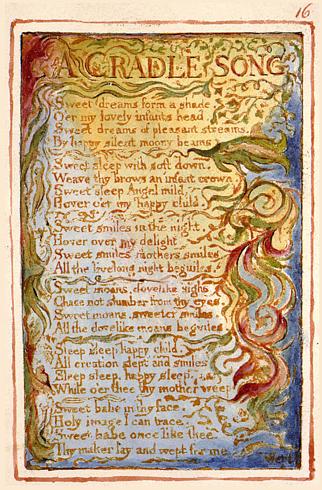 16
A CRADLE SONG
Sweet dreams form a shade
O'er my lovely infants head
Sweet dreams of pleasant streams,
By happy silent moony beams
Sweet sleep with soft down,
Weave thy brows an infant crown
Sweet sleep Angel mild,
Hover o'er my happy child.
Sweet smiles in the night,
Hover over my delight
Sweet smiles Mothers smiles
All the livelong night beguiles.
Sweet moans, dovelike sighs
Chase not slumber from thy eyes,
Sweet moans, sweeter smiles
All the dovelike moans beguiles
Sleep sleep happy child.
All creation slept and smil'd
Sleep sleep, happy sleep,
While o'er thee thy mother weep
Sweet babe in thy face,
Holy image I can trace.
Sweet babe once like thee
Thy maker lay and wept for me